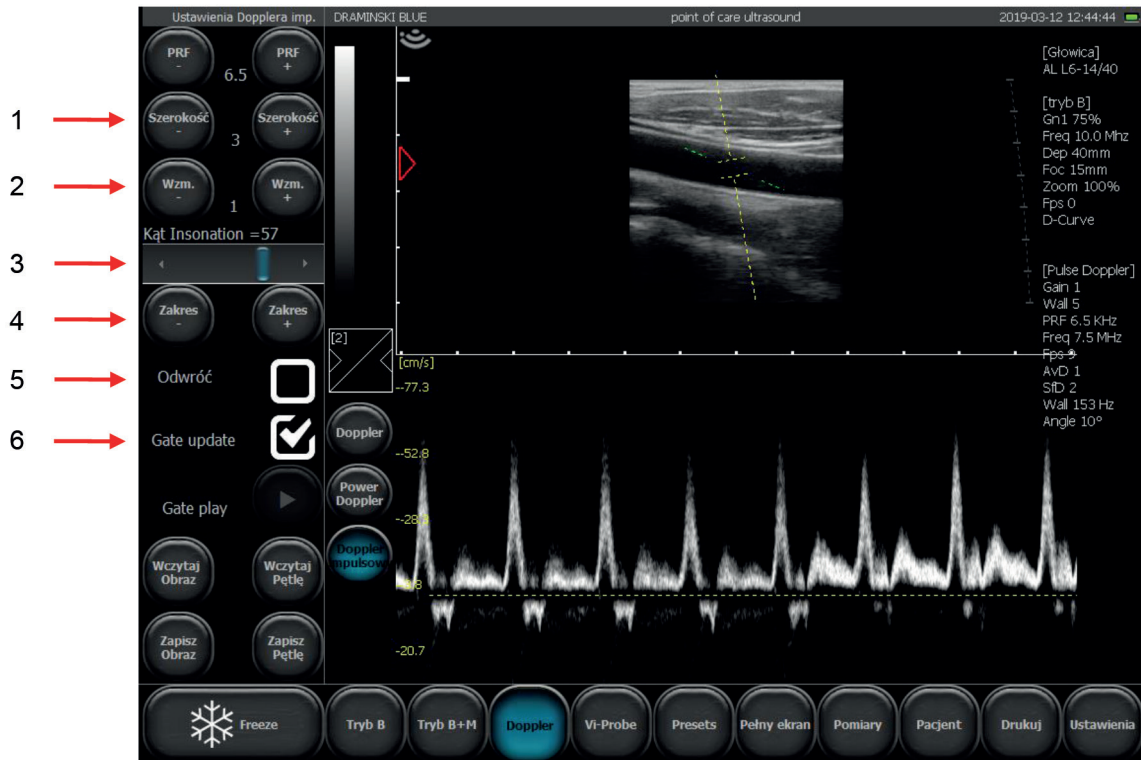 Ustawienia Dopplera imp.
DRAMINSKI BLUE
point of care ultrasound
2019-03-12 12:44:44
PRF
-
6.5
PRF
+
1
Szerokość
-
3
Szerokość
+
2
Wzm.
-
1
Wzm.
+
Kąt Insonation =57
3
4
Zakres
-
Zakres
+
5
Odwróć
6
Gate update
Gate play
Wczytaj
Obraz
Wczytaj
Pętlę
Zapisz
Obraz
Zapisz
Pętlę
[2]
Doppler
Power
Doppler
Doppler
mpulsow
[Głowica]
AL L6-14/40
[tryb B]
Gn1 75%
Freq 10.0 Mhz
Dep 40mm
Foc 15mm
Zoom 100%
Fps 0
D-Curve
[Pulse Doppler]
Gain 1
Wall 5
PRF 6.5 KHz
Freq 7.5 MHz
Fps 9
AvD 1
SfD 2
Wall 153 Hz
Angle 10°
[cm/s]
--77.3
--52.8
--20.7
Freeze
Tryb B
Tryb B+M
Doppler
Vi-Probe
Presets
Pełny ekran
Pomiary
Pacjent
Drukuj
Ustawienia